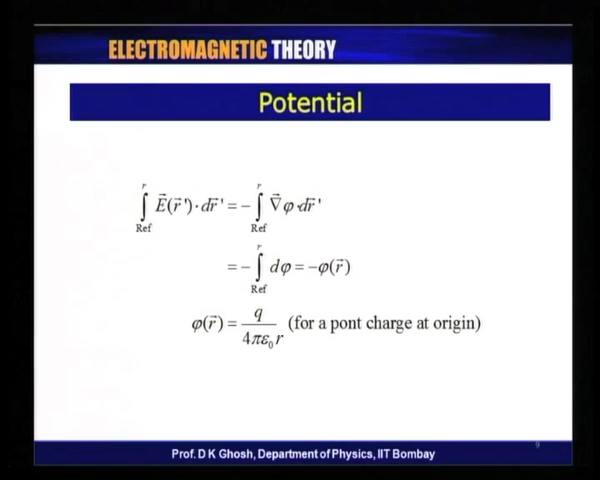 ELECTROMAGNETIC THEORY
Potential
∫_Ref^r E⃗(r⃗')·dr⃗' = -∫_Ref^r ∇⃗φ·dr⃗'
= -∫_Ref^r dφ = -φ(r⃗)
φ(r⃗) = q/4πε₀r (for a pont charge at origin)
Prof. D K Ghosh, Department of Physics, IIT Bombay
9